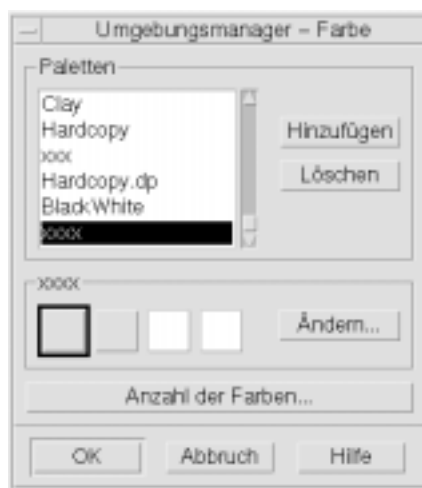 Umgebungsmanager – Farbe
Paletten
Clay
Hardcopy
xxx
Hardcopy.dp
BlackWhite
xxxx
Hinzufügen
Löschen
xxxx
Ändern...
Anzahl der Farben...
OK
Abbruch
Hilfe